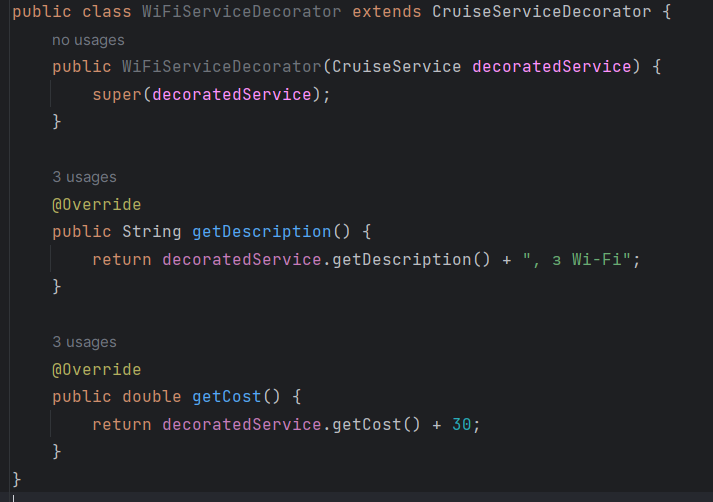 public class WiFiServiceDecorator extends CruiseServiceDecorator {
no usages
public WiFiServiceDecorator(CruiseService decoratedService) {
super(decoratedService);
}
3 usages
@Override
public String getDescription() {
return decoratedService.getDescription() + ", з Wi-Fi";
}
3 usages
@Override
public double getCost() {
return decoratedService.getCost() + 30;
}
}